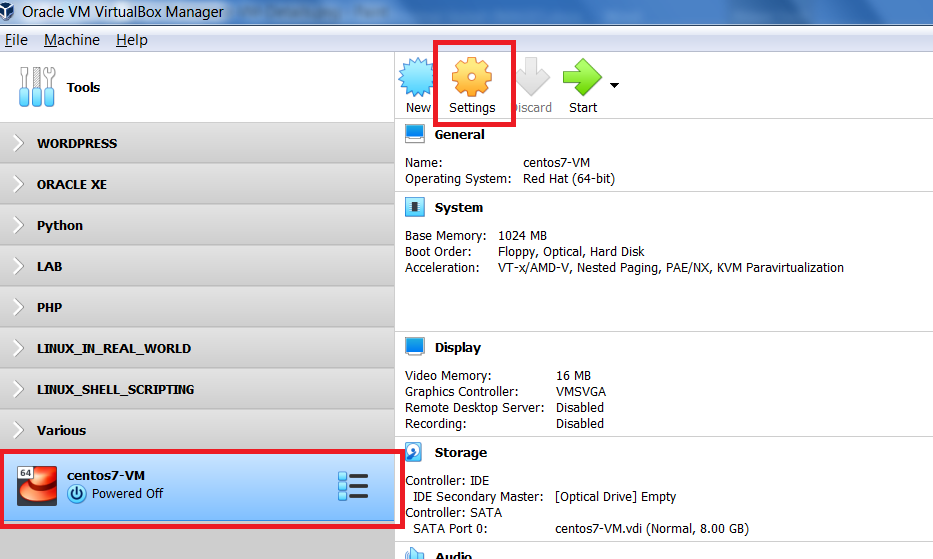 Oracle VM VirtualBox Manager
File Machine Help
Tools
WORDPRESS
ORACLE XE
Python
LAB
PHP
LINUX_IN_REAL_WORLD
LINUX_SHELL_SCRIPTING
Various
64
centos7-VM
Powered Off
New Settings Start
General
Name: centos7-VM
Operating System: Red Hat (64-bit)
System
Base Memory: 1024 MB
Boot Order: Floppy, Optical, Hard Disk
Acceleration: VT-x/AMD-V, Nested Paging, PAE/NX, KVM Paravirtualization
Display
Video Memory: 16 MB
Graphics Controller: VMSVGA
Remote Desktop Server: Disabled
Recording: Disabled
Storage
Controller: IDE
IDE Secondary Master: [Optical Drive] Empty
Controller: SATA
SATA Port 0: centos7-VM.vdi (Normal, 8.00 GB)
Audio